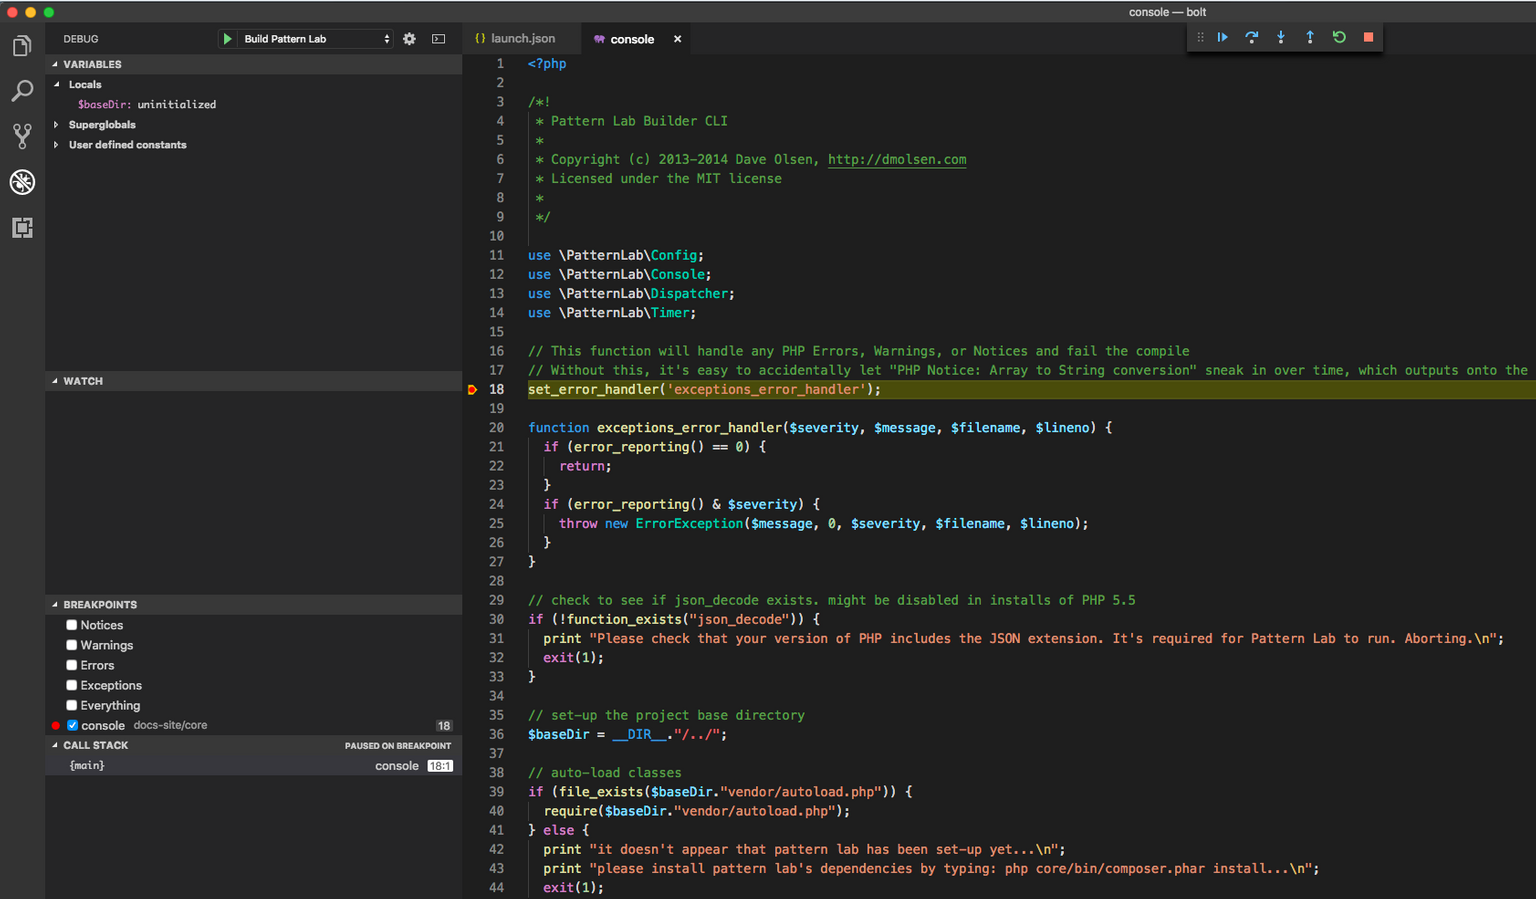 console — bolt
DEBUG
Build Pattern Lab
VARIABLES
Locals
$baseDir: uninitialized
Superglobals
User defined constants
WATCH
BREAKPOINTS
Notices
Warnings
Errors
Exceptions
Everything
console docs-site/core 18
CALL STACK PAUSED ON BREAKPOINT
{main} console 18:1
{} launch.json
console ×
1 <?php
2
3 /*!
4 * Pattern Lab Builder CLI
5 *
6 * Copyright (c) 2013-2014 Dave Olsen, http://dmolsen.com
7 * Licensed under the MIT license
8 *
9 */
10
11 use \PatternLab\Config;
12 use \PatternLab\Console;
13 use \PatternLab\Dispatcher;
14 use \PatternLab\Timer;
15
16 // This function will handle any PHP Errors, Warnings, or Notices and fail the compile
17 // Without this, it's easy to accidentally let "PHP Notice: Array to String conversion" sneak in over time, which outputs onto the
18 set_error_handler('exceptions_error_handler');
19
20 function exceptions_error_handler($severity, $message, $filename, $lineno) {
21 if (error_reporting() == 0) {
22 return;
23 }
24 if (error_reporting() & $severity) {
25 throw new ErrorException($message, 0, $severity, $filename, $lineno);
26 }
27 }
28
29 // check to see if json_decode exists. might be disabled in installs of PHP 5.5
30 if (!function_exists("json_decode")) {
31 print "Please check that your version of PHP includes the JSON extension. It's required for Pattern Lab to run. Aborting.\n";
32 exit(1);
33 }
34
35 // set-up the project base directory
36 $baseDir = __DIR__."/../";
37
38 // auto-load classes
39 if (file_exists($baseDir."vendor/autoload.php")) {
40 require($baseDir."vendor/autoload.php");
41 } else {
42 print "it doesn't appear that pattern lab has been set-up yet...\n";
43 print "please install pattern lab's dependencies by typing: php core/bin/composer.phar install...\n";
44 exit(1);